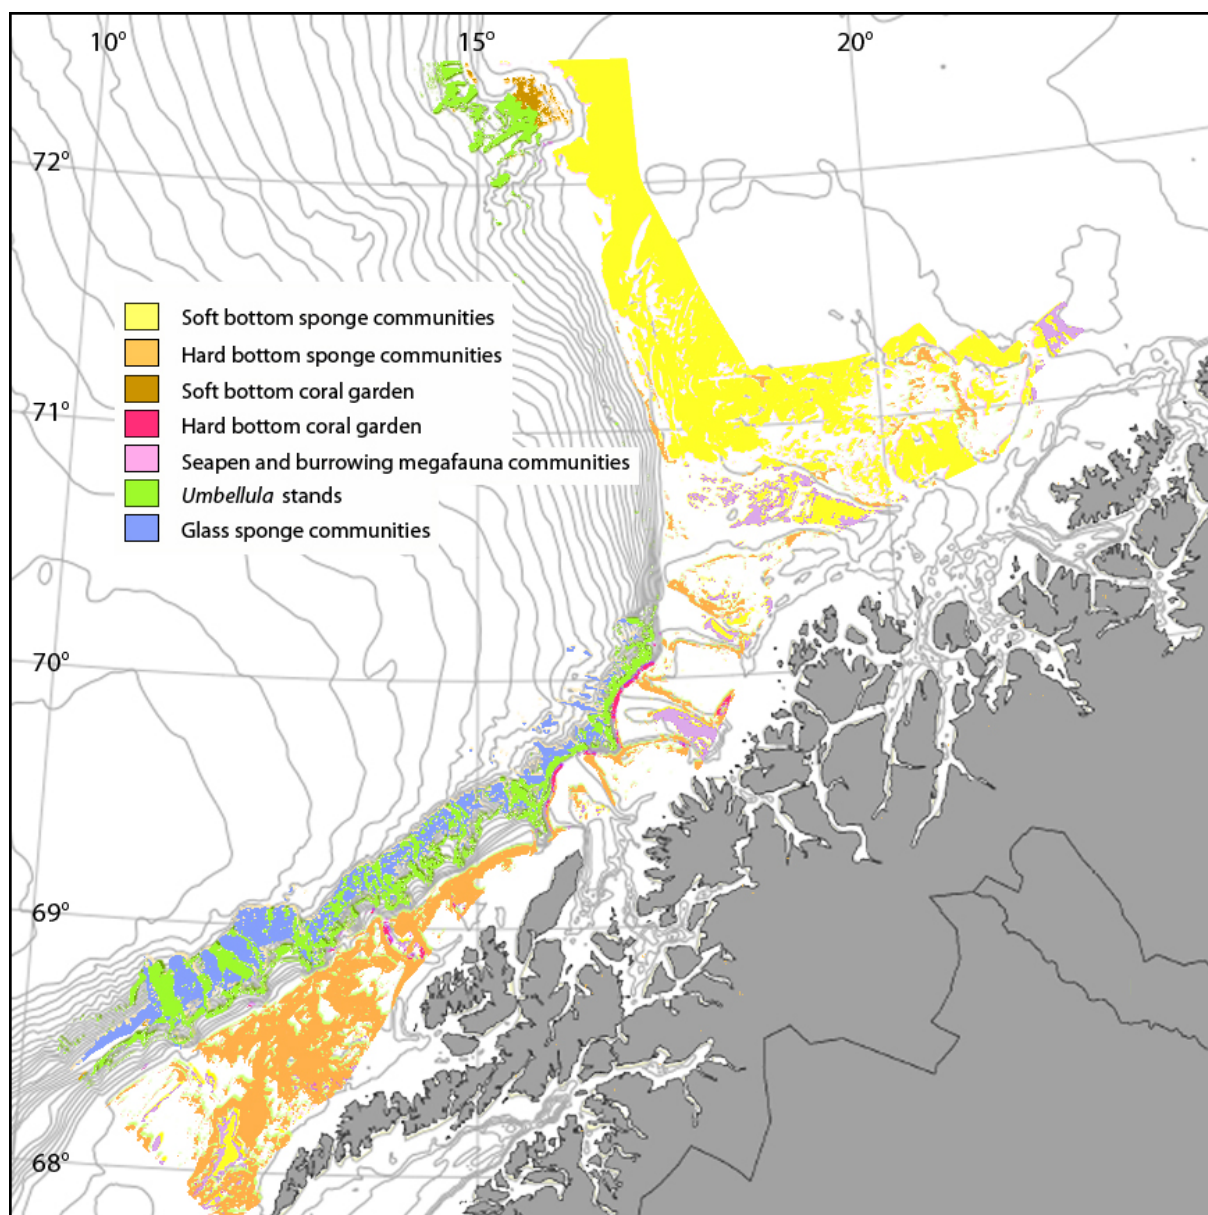 10°
15°
20°
72°
Soft bottom sponge communities
Hard bottom sponge communities
Soft bottom coral garden
71°
Hard bottom coral garden
Seapen and burrowing megafauna communities
Umbellula stands
Glass sponge communities
70°
69°
68°